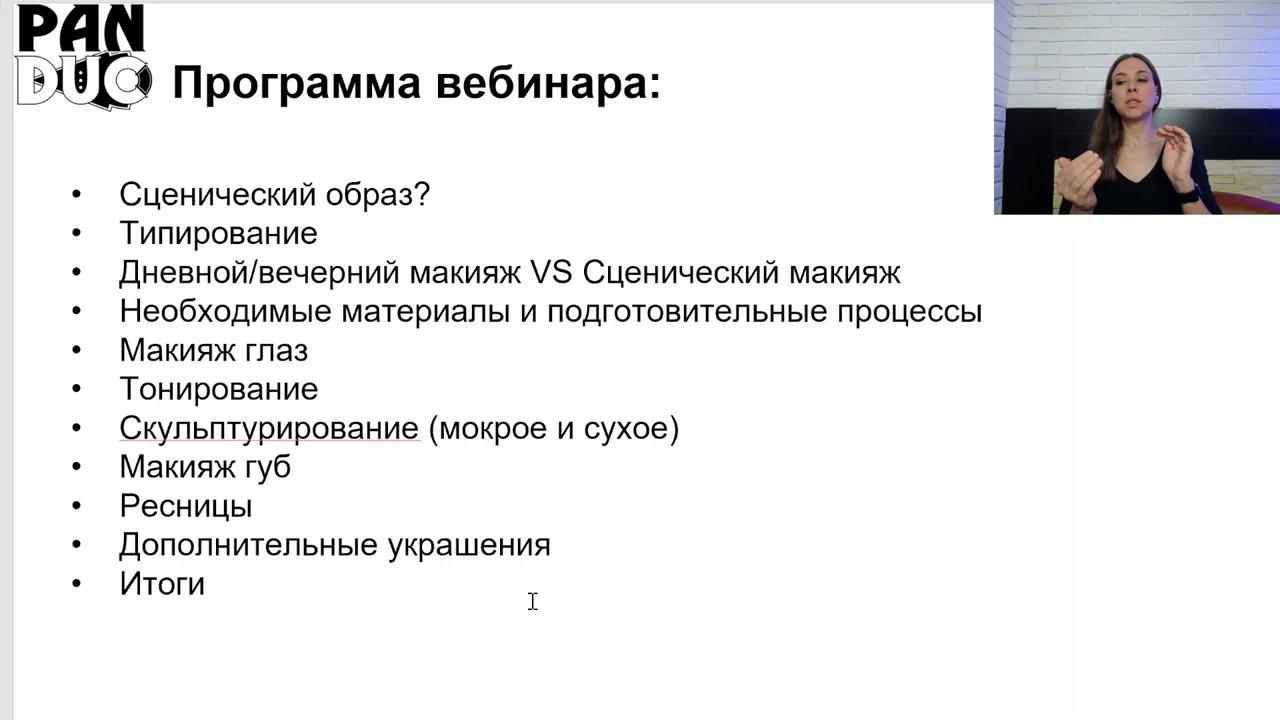 PAN
DUC
Программа вебинара:
• Сценический образ?
• Типирование
• Дневной/вечерний макияж VS Сценический макияж
• Необходимые материалы и подготовительные процессы
• Макияж глаз
• Тонирование
• Скульптурирование (мокрое и сухое)
• Макияж губ
• Ресницы
• Дополнительные украшения
• Итоги